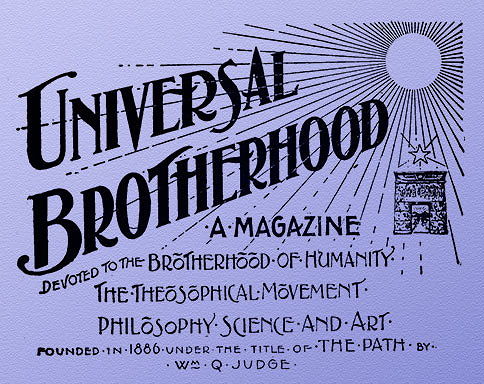 UNIVERSAL
BROTHERHOOD
·A·MAGAZINE
DEVOTED TO THE BROTHERHOOD·OF·HUMANITY·
THE·THEOSOPHICAL·MOVEMENT·
PHILOSOPHY·SCIENCE·AND·ART·
FOUNDED·IN·1886·UNDER·THE·TITLE·OF·THE·PATH·BY·
·WM·Q·JUDGE·